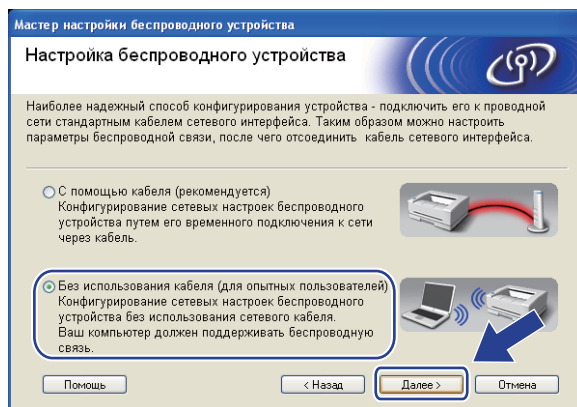 Мастер настройки беспроводного устройства
Настройка беспроводного устройства
Наиболее надежный способ конфигурирования устройства - подключить его к проводной
сети стандартным кабелем сетевого интерфейса. Таким образом можно настроить
параметры беспроводной связи, после чего отсоединить кабель сетевого интерфейса.
С помощью кабеля (рекомендуется)
Конфигурирование сетевых настроек беспроводного
устройства путем его временного подключения к сети
через кабель.
Без использования кабеля (для опытных пользователей)
Конфигурирование сетевых настроек беспроводного
устройства без использования сетевого кабеля.
Ваш компьютер должен поддерживать беспроводную
связь.
Помощь
< Назад
Далее >
Отмена